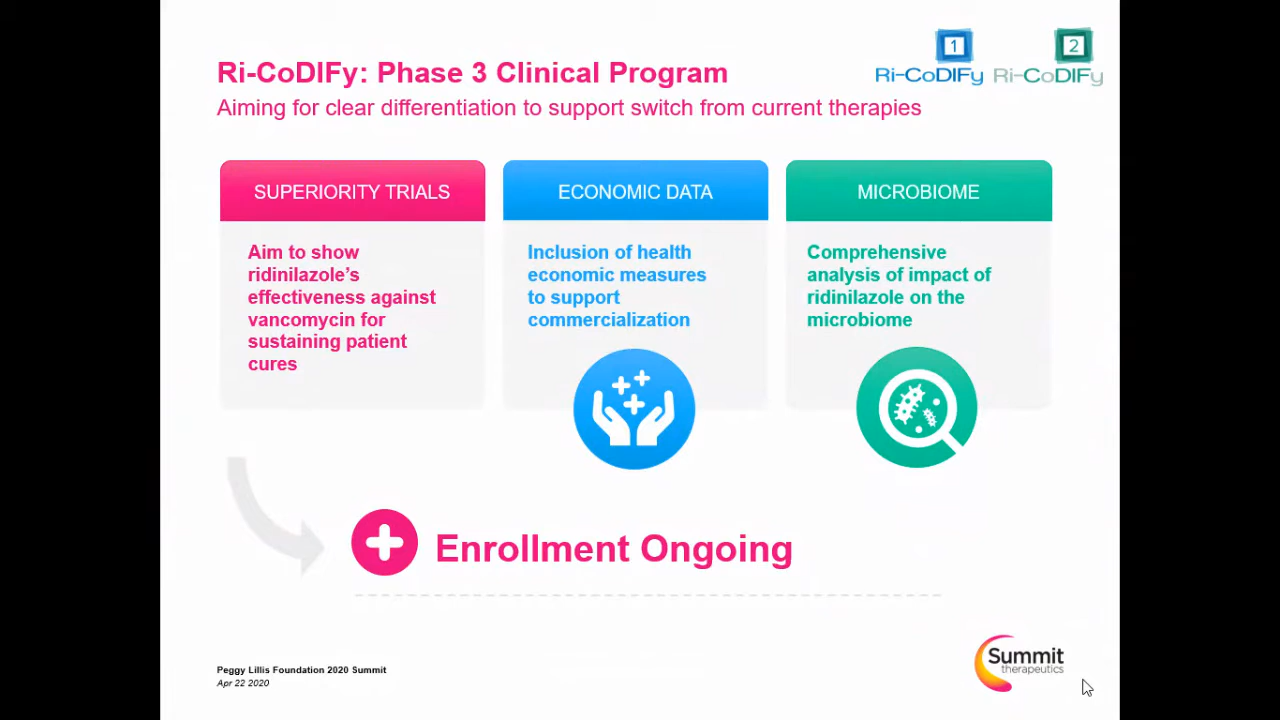 1
2
Ri-CoDIFy
Ri-CoDIFy
Ri-CoDIFy: Phase 3 Clinical Program
Aiming for clear differentiation to support switch from current therapies
SUPERIORITY TRIALS
Aim to show
ridinilazole’s
effectiveness against
vancomycin for
sustaining patient
cures
ECONOMIC DATA
Inclusion of health
economic measures
to support
commercialization
MICROBIOME
Comprehensive
analysis of impact of
ridinilazole on the
microbiome
Enrollment Ongoing
Peggy Lillis Foundation 2020 Summit
Apr 22 2020
Summit
therapeutics